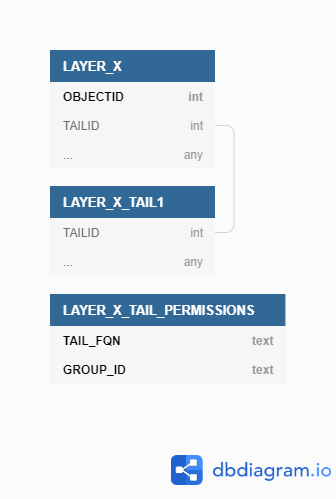 LAYER_X
OBJECTID int
TAILID int
... any
LAYER_X_TAIL1
TAILID int
... any
LAYER_X_TAIL_PERMISSIONS
TAIL_FQN text
GROUP_ID text
dbdiagram.io